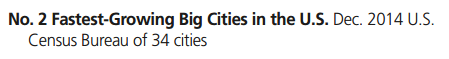 No. 2 Fastest-Growing Big Cities in the U.S. Dec. 2014 U.S.
Census Bureau of 34 cities